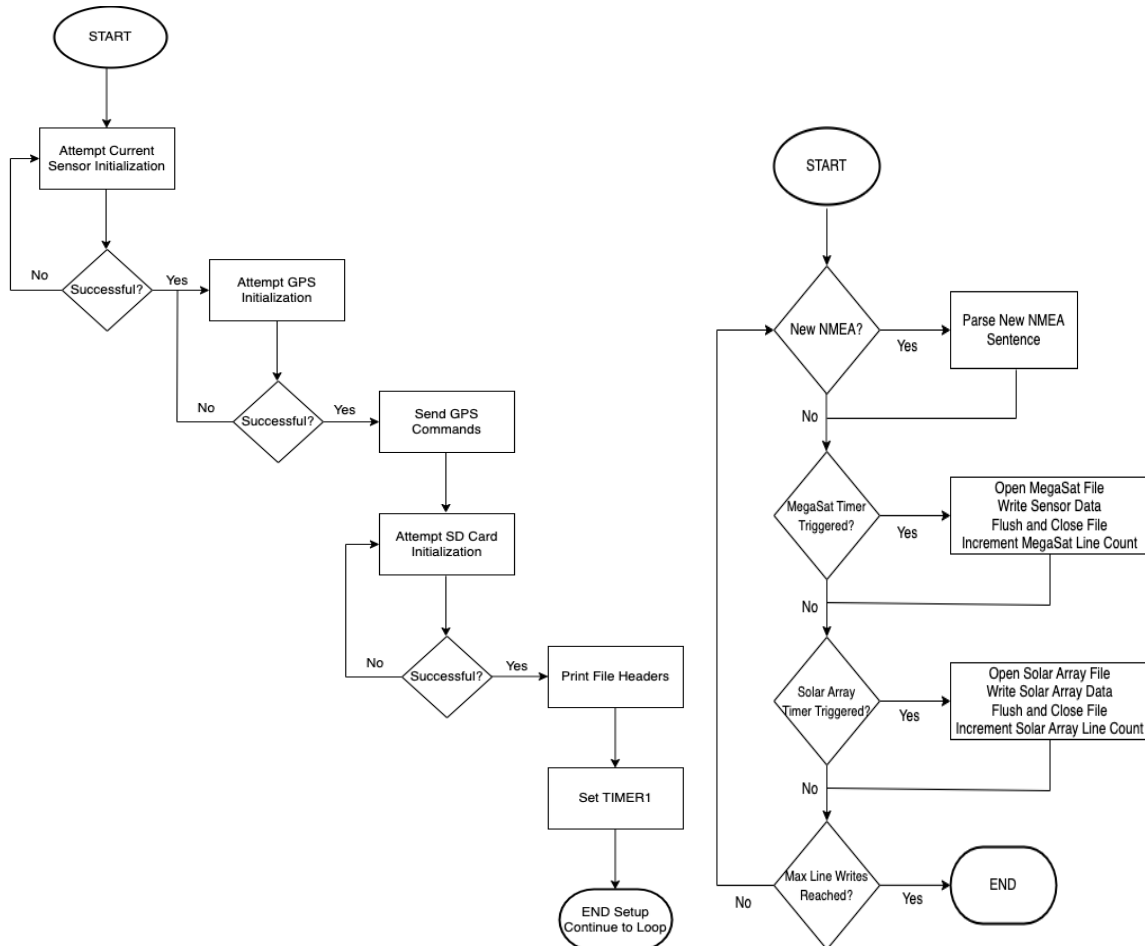 START
Attempt Current
Sensor Initialization
Successful?
No
Yes
Attempt GPS
Initialization
Successful?
No
Yes
Send GPS
Commands
Attempt SD Card
Initialization
Successful?
No
Yes
Print File Headers
Set TIMER1
END Setup
Continue to Loop
START
New NMEA?
Yes
Parse New NMEA
Sentence
No
MegaSat Timer
Triggered?
Yes
Open MegaSat File
Write Sensor Data
Flush and Close File
Increment MegaSat Line Count
No
Solar Array
Timer Triggered?
Yes
Open Solar Array File
Write Solar Array Data
Flush and Close File
Increment Solar Array Line Count
No
Max Line Writes
Reached?
No
Yes
END